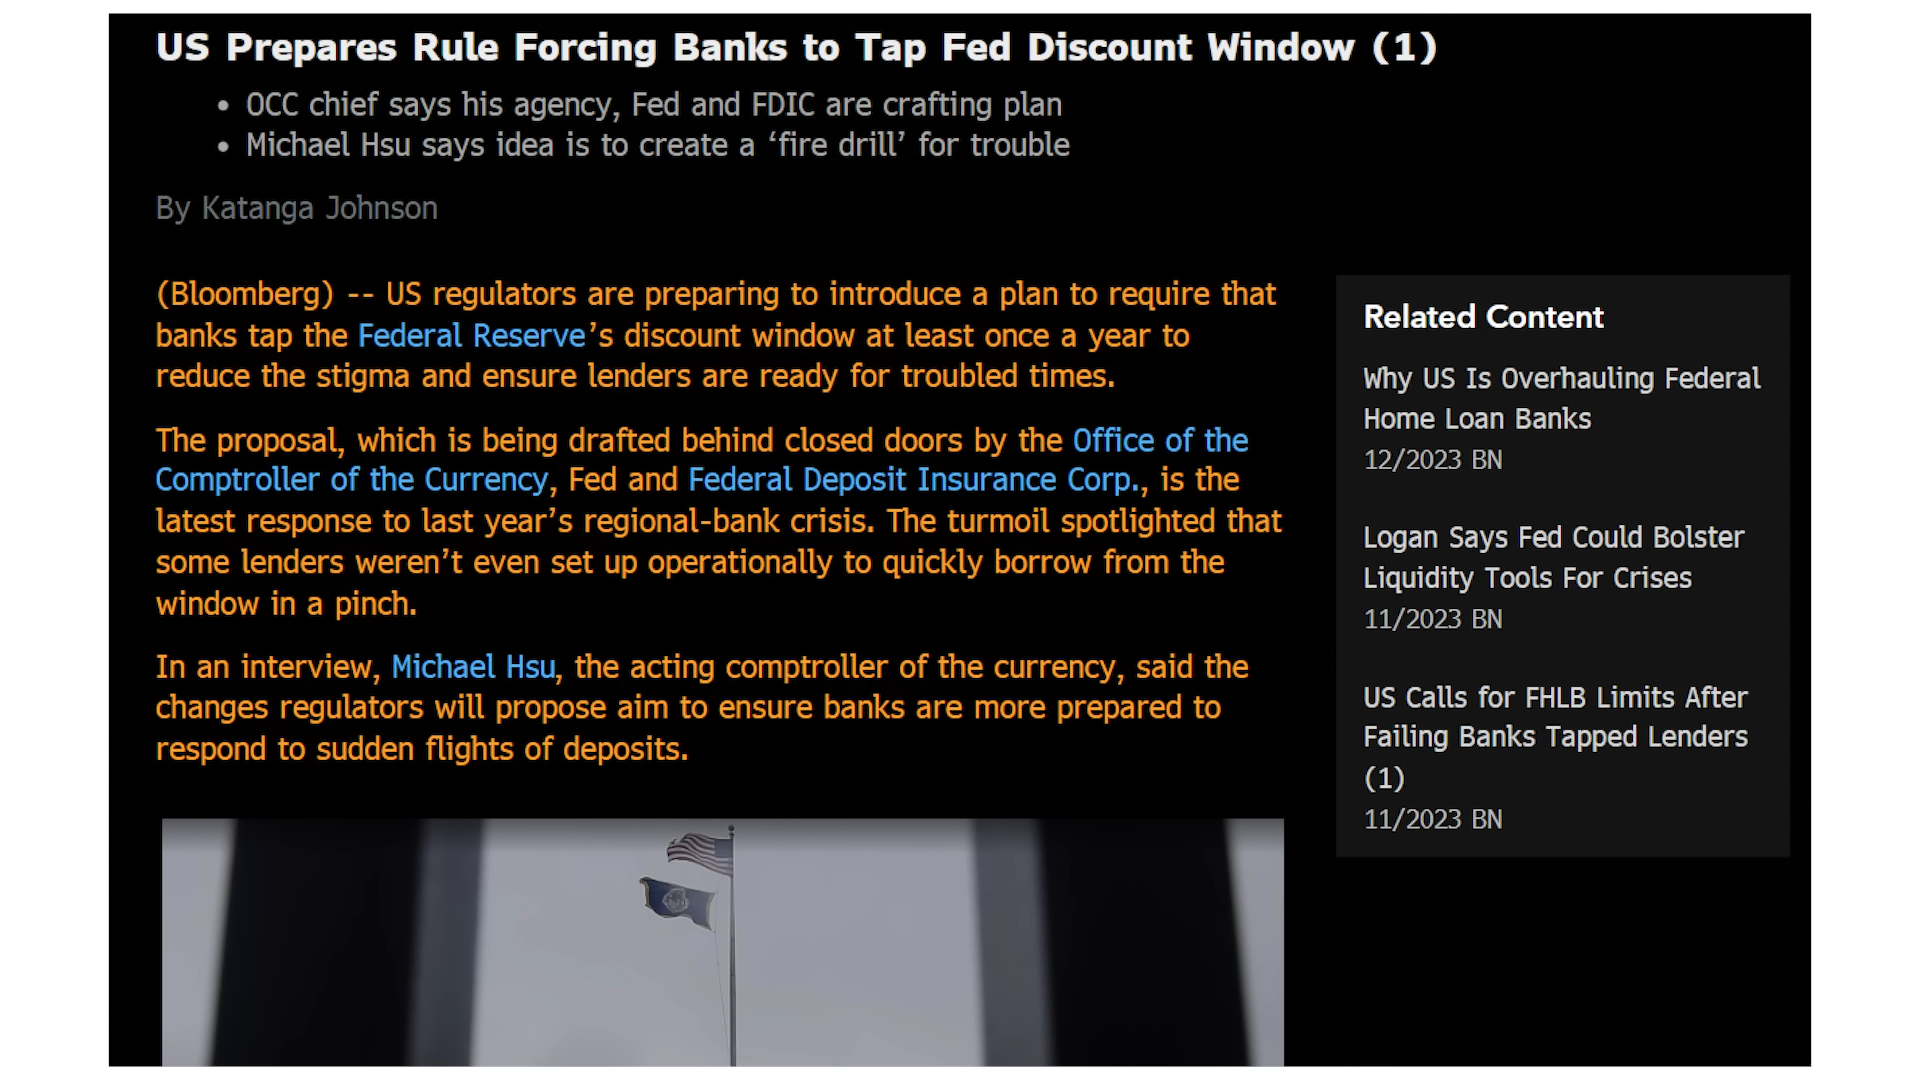 US Prepares Rule Forcing Banks to Tap Fed Discount Window (1)
• OCC chief says his agency, Fed and FDIC are crafting plan
• Michael Hsu says idea is to create a ‘fire drill’ for trouble
By Katanga Johnson
(Bloomberg) -- US regulators are preparing to introduce a plan to require that
banks tap the Federal Reserve’s discount window at least once a year to
reduce the stigma and ensure lenders are ready for troubled times.
The proposal, which is being drafted behind closed doors by the Office of the
Comptroller of the Currency, Fed and Federal Deposit Insurance Corp., is the
latest response to last year’s regional-bank crisis. The turmoil spotlighted that
some lenders weren’t even set up operationally to quickly borrow from the
window in a pinch.
In an interview, Michael Hsu, the acting comptroller of the currency, said the
changes regulators will propose aim to ensure banks are more prepared to
respond to sudden flights of deposits.
Related Content
Why US Is Overhauling Federal
Home Loan Banks
12/2023 BN
Logan Says Fed Could Bolster
Liquidity Tools For Crises
11/2023 BN
US Calls for FHLB Limits After
Failing Banks Tapped Lenders
(1)
11/2023 BN